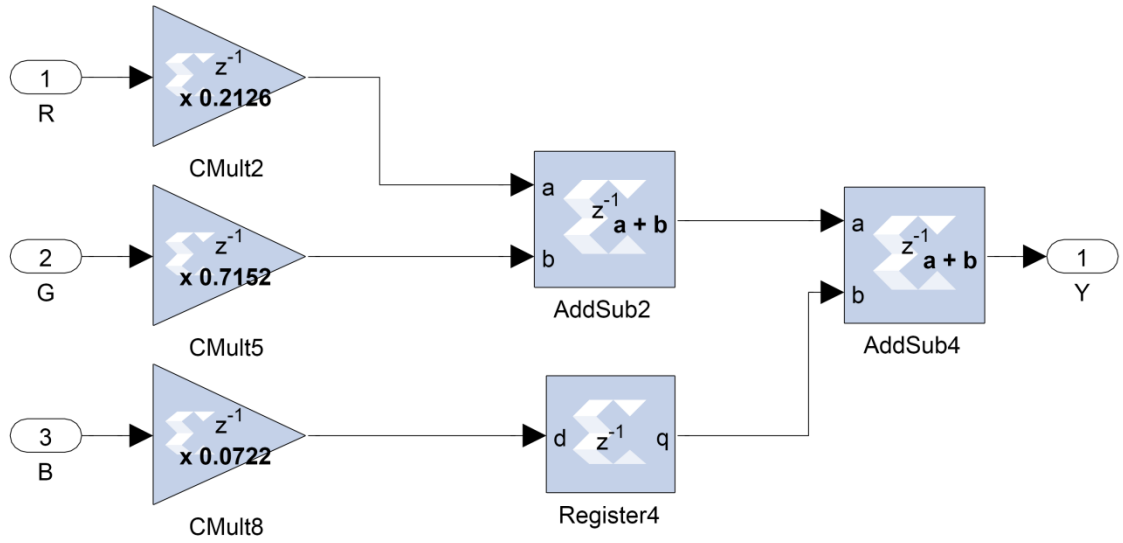 1
R
z-1
x 0.2126
CMult2
2
G
z-1
x 0.7152
CMult5
3
B
z-1
x 0.0722
CMult8
a
b
z-1
a + b
AddSub2
d
z-1
q
Register4
a
b
z-1
a + b
AddSub4
1
Y